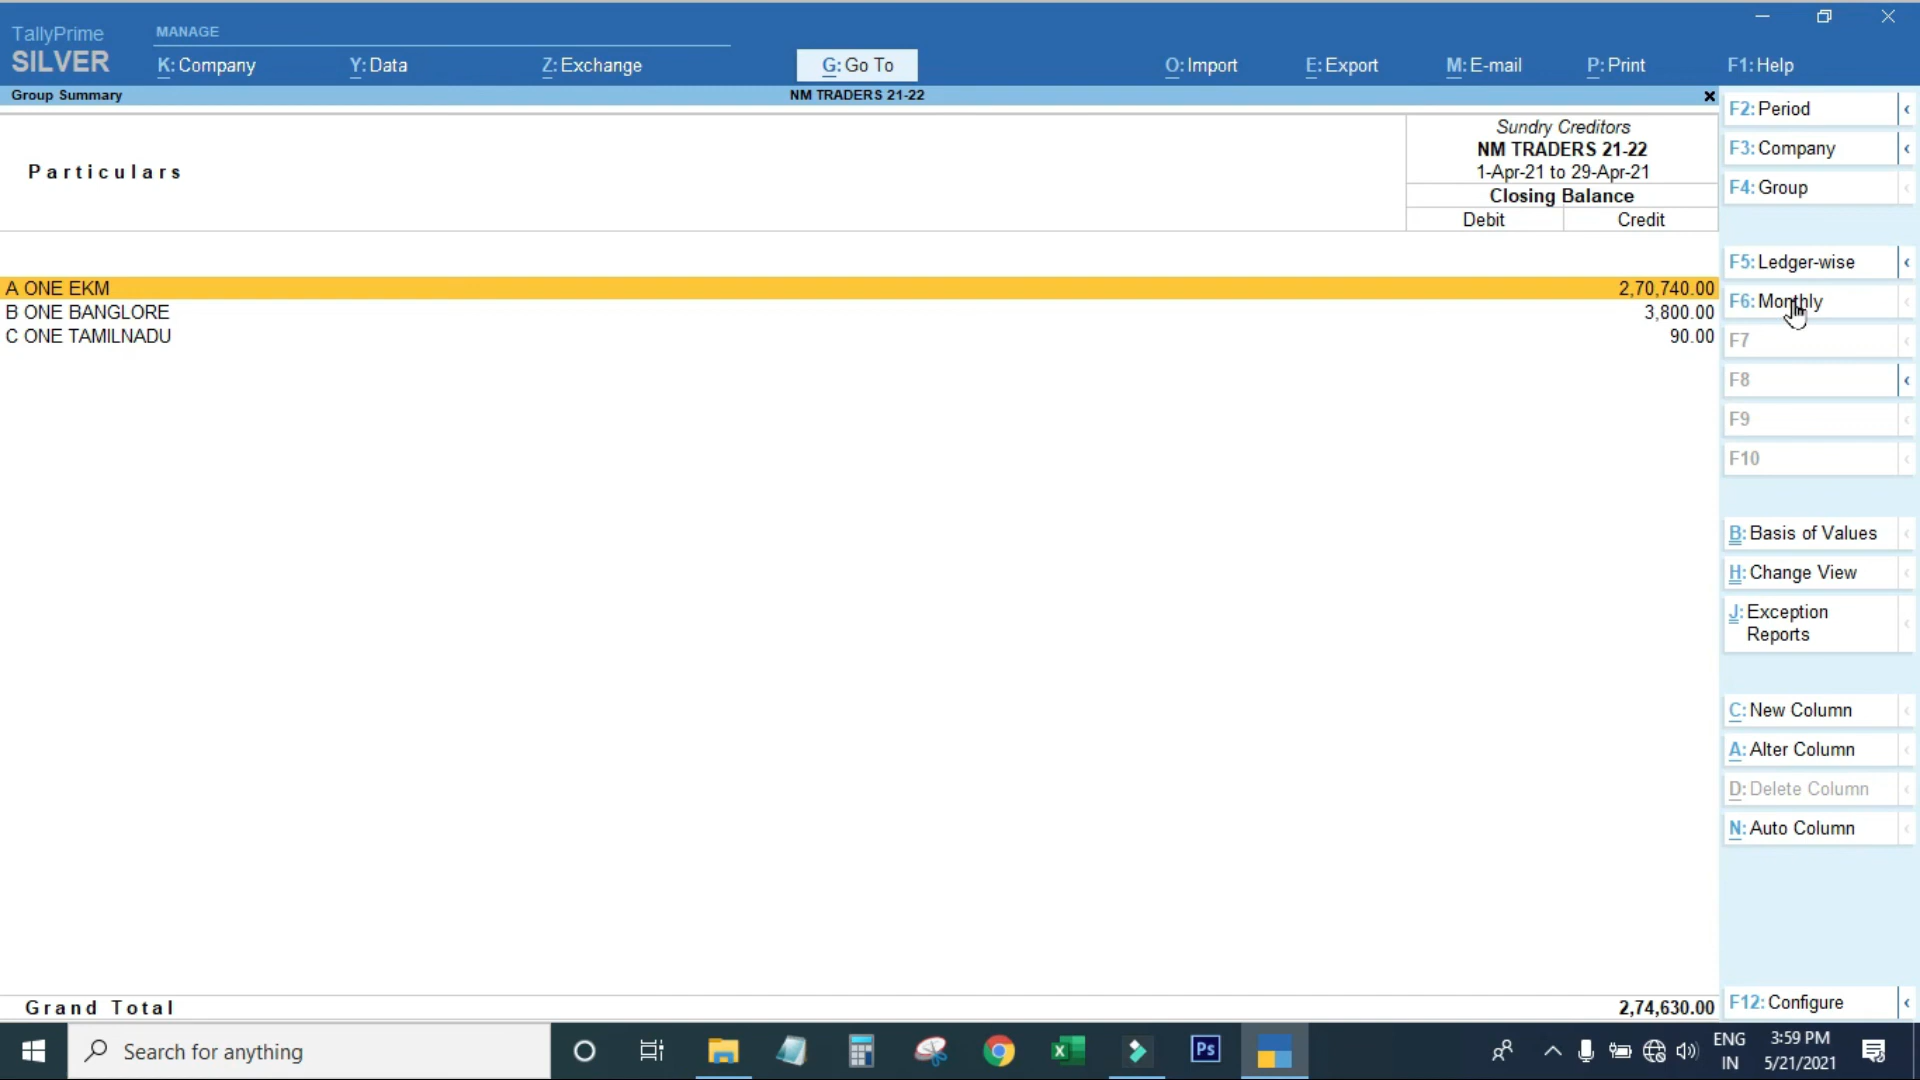 TallyPrime
SILVER
MANAGE
K: Company
Y: Data
Z: Exchange
G: Go To
O: Import
E: Export
M: E-mail
P: Print
F1: Help
Group Summary
NM TRADERS 21-22
F2: Period
F3: Company
F4: Group
F5: Ledger-wise
F6: Monthly
F7
F8
F9
F10
B: Basis of Values
H: Change View
J: Exception
Reports
C: New Column
A: Alter Column
D: Delete Column
N: Auto Column
F12: Configure
Particulars
Sundry Creditors
NM TRADERS 21-22
1-Apr-21 to 29-Apr-21
Closing Balance
Debit Credit
A ONE EKM 2,70,740.00
B ONE BANGLORE 3,800.00
C ONE TAMILNADU 90.00
Grand Total 2,74,630.00
Search for anything
Ps
ENG
IN
3:59 PM
5/21/2021